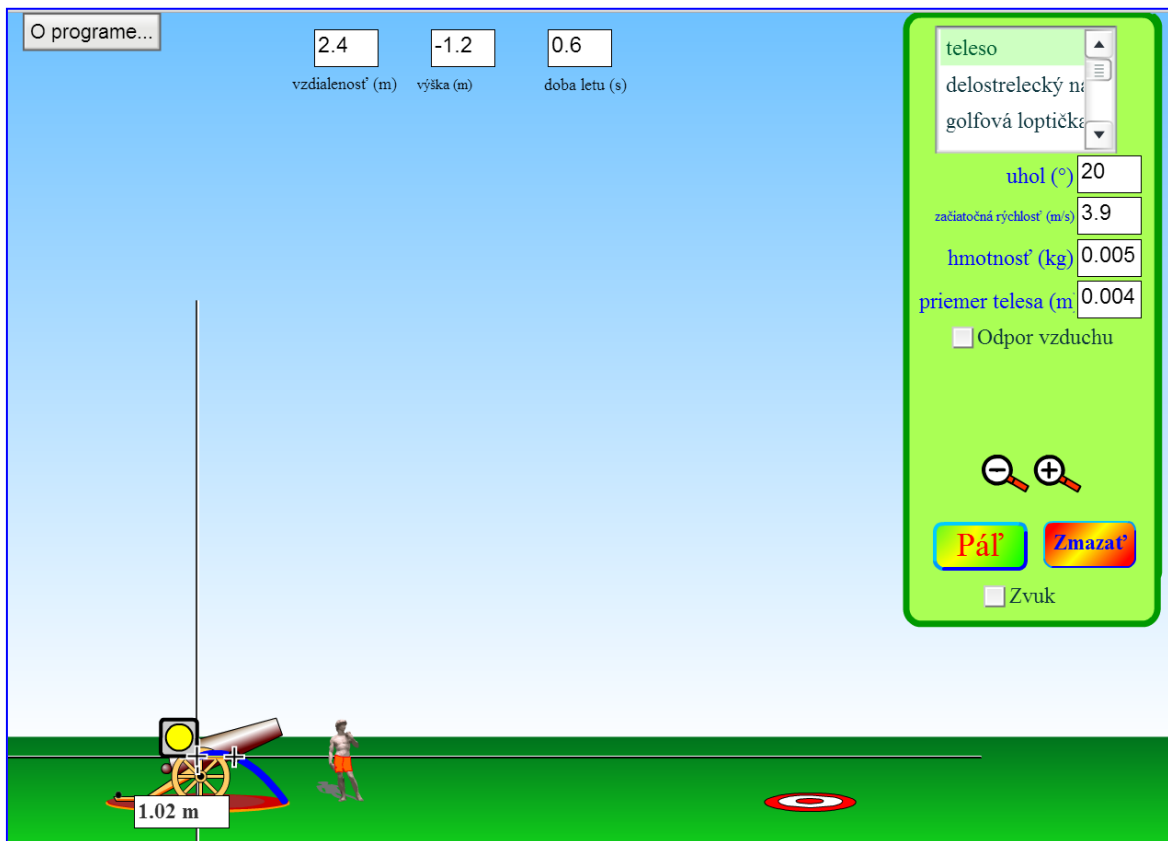 O programe...
2.4
-1.2
0.6
vzdialenosť (m)
výška (m)
doba letu (s)
teleso
delostrelecký ná
golfová loptička
uhol (°) 20
začiatočná rýchlosť (m/s) 3.9
hmotnosť (kg) 0.005
priemer telesa (m 0.004
Odpor vzduchu
Páľ
Zmazať
Zvuk
1.02 m